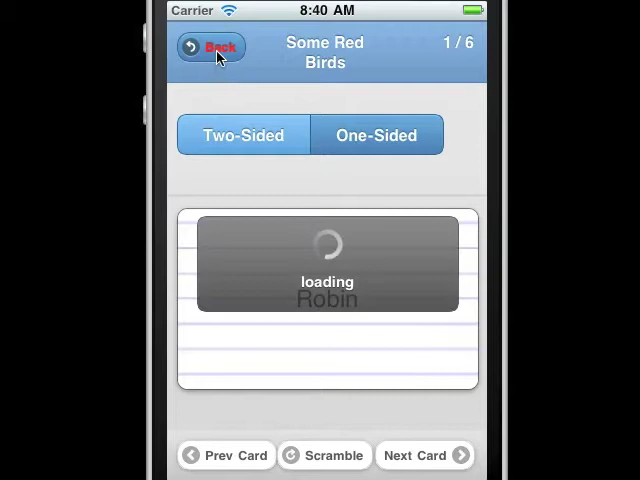 Carrier 8:40 AM
Back
Some Red
Birds
1 / 6
Two-Sided
One-Sided
loading
Robin
Prev Card
Scramble
Next Card